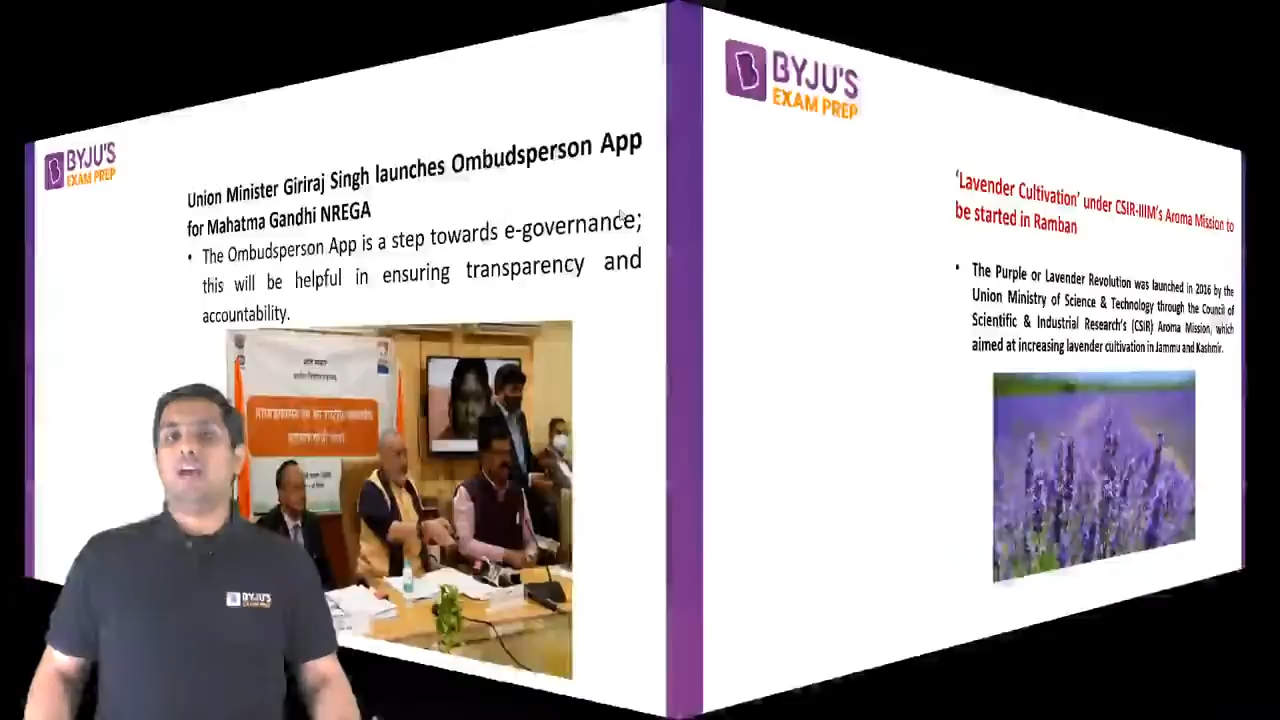 BYJU'S
EXAM PREP
Union Minister Giriraj Singh launches Ombudsperson App
for Mahatma Gandhi NREGA
• The Ombudsperson App is a step towards e-governance;
this will be helpful in ensuring transparency and
accountability.
BYJU'S
EXAM PREP
BYJU'S
EXAM PREP
‘Lavender Cultivation’ under CSIR-IIIM’s Aroma Mission to
be started in Ramban
• The Purple or Lavender Revolution was launched in 2016 by the
Union Ministry of Science & Technology through the Council of
Scientific & Industrial Research’s (CSIR) Aroma Mission, which
aimed at increasing lavender cultivation in Jammu and Kashmir.